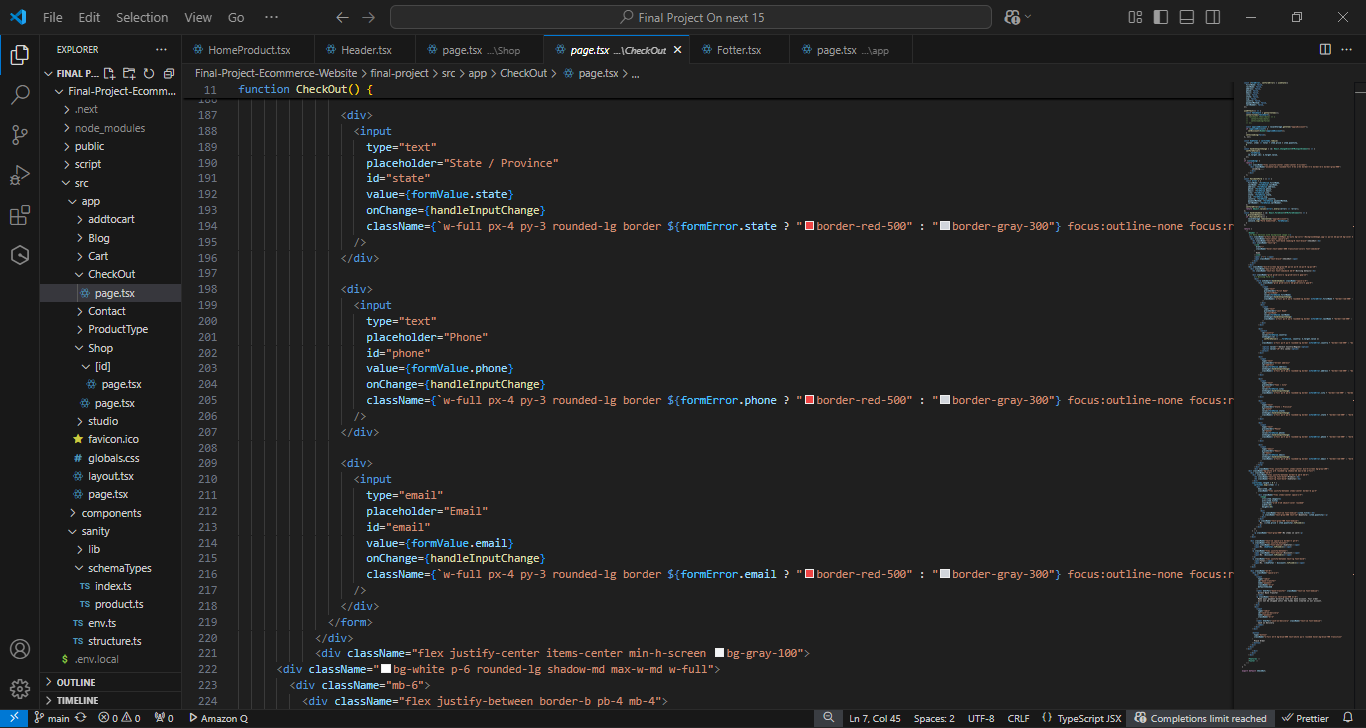 File Edit Selection View Go ··· Final Project On next 15
EXPLORER ···
HomeProduct.tsx Header.tsx page.tsx ...\Shop page.tsx ...\CheckOut Fotter.tsx page.tsx ...\app
FINAL P...
Final-Project-Ecommerce-Website > final-project > src > app > CheckOut > page.tsx > ...
Final-Project-Ecomm...
.next
node_modules
public
script
src
app
addtocart
Blog
Cart
CheckOut
page.tsx
Contact
ProductType
Shop
[id]
page.tsx
page.tsx
studio
favicon.ico
globals.css
layout.tsx
page.tsx
components
sanity
lib
schemaTypes
TS index.ts
TS product.ts
TS env.ts
TS structure.ts
$ .env.local
OUTLINE
TIMELINE
11 function CheckOut() {
186
187 <div>
188 <input
189 type="text"
190 placeholder="State / Province"
191 id="state"
192 value={formValue.state}
193 onChange={handleInputChange}
194 className={`w-full px-4 py-3 rounded-lg border ${formError.state ? "border-red-500" : "border-gray-300"} focus:outline-none focus:r
195 />
196 </div>
197
198 <div>
199 <input
200 type="text"
201 placeholder="Phone"
202 id="phone"
203 value={formValue.phone}
204 onChange={handleInputChange}
205 className={`w-full px-4 py-3 rounded-lg border ${formError.phone ? "border-red-500" : "border-gray-300"} focus:outline-none focus:r
206 />
207 </div>
208
209 <div>
210 <input
211 type="email"
212 placeholder="Email"
213 id="email"
214 value={formValue.email}
215 onChange={handleInputChange}
216 className={`w-full px-4 py-3 rounded-lg border ${formError.email ? "border-red-500" : "border-gray-300"} focus:outline-none focus:r
217 />
218 </div>
219 </form>
220 </div>
221 <div className="flex justify-center items-center min-h-screen bg-gray-100">
222 <div className="bg-white p-6 rounded-lg shadow-md max-w-md w-full">
223 <div className="mb-6">
224 <div className="flex justify-between border-b pb-4 mb-4">
main 0 0 0 Amazon Q Ln 7, Col 45 Spaces: 2 UTF-8 CRLF {} TypeScript JSX Completions limit reached Prettier